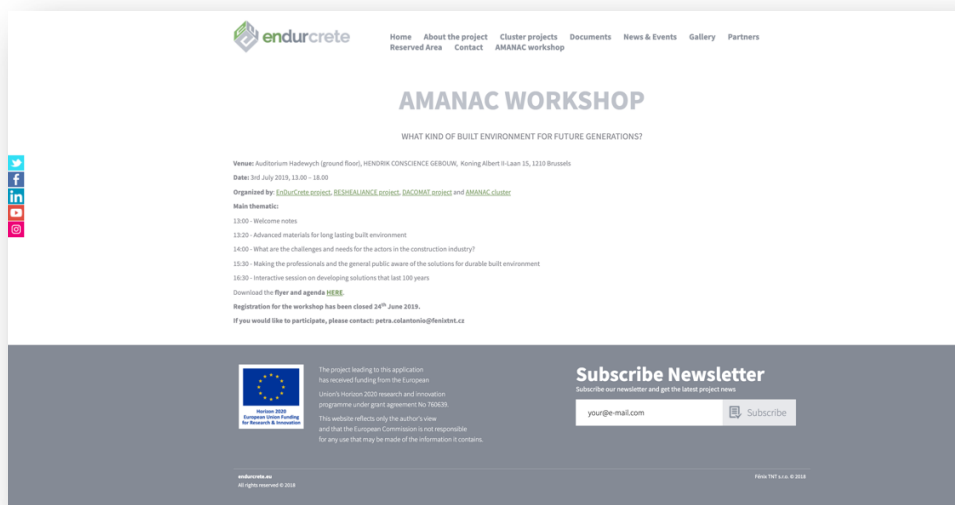 endurcrete
Home About the project Cluster projects Documents News & Events Gallery Partners
Reserved Area Contact AMANAC workshop
AMANAC WORKSHOP
WHAT KIND OF BUILT ENVIRONMENT FOR FUTURE GENERATIONS?
Venue: Auditorium Hadewych (ground floor), HENDRIK CONSCIENCE GEBOUW, Koning Albert II-Laan 15, 1210 Brussels
Date: 3rd July 2019, 13.00 – 18.00
Organized by: EnDurCrete project, RESHEALIANCE project, DACOMAT project and AMANAC cluster
Main thematic:
13:00 - Welcome notes
13:20 - Advanced materials for long lasting built environment
14:00 - What are the challenges and needs for the actors in the construction industry?
15:30 - Making the professionals and the general public aware of the solutions for durable built environment
16:30 - Interactive session on developing solutions that last 100 years
Download the flyer and agenda HERE.
Registration for the workshop has been closed 24th June 2019.
If you would like to participate, please contact: petra.colantonio@fenixtnt.cz
Horizon 2020
European Union Funding
for Research & Innovation
The project leading to this application
has received funding from the European
Union's Horizon 2020 research and innovation
programme under grant agreement No 760639.
This website reflects only the author's view
and that the European Commission is not responsible
for any use that may be made of the information it contains.
Subscribe Newsletter
Subscribe our newsletter and get the latest project news
your@e-mail.com Subscribe
endurcrete.eu
All rights reserved © 2018
Fénix TNT s.r.o. © 2018